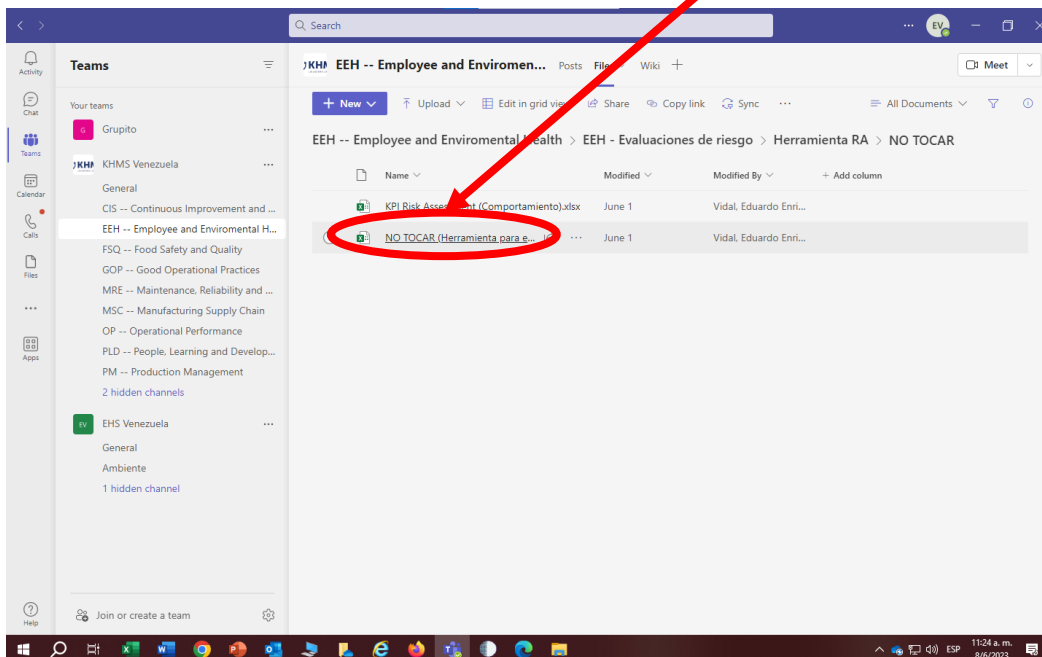 Search
EV
Activity
Chat
Teams
Calendar
Calls
Files
Apps
Help
Teams
Your teams
G Grupito
KHM KHMS Venezuela
General
CIS -- Continuous Improvement and ...
EEH -- Employee and Enviromental H...
FSQ -- Food Safety and Quality
GOP -- Good Operational Practices
MRE -- Maintenance, Reliability and ...
MSC -- Manufacturing Supply Chain
OP -- Operational Performance
PLD -- People, Learning and Develop...
PM -- Production Management
2 hidden channels
EV EHS Venezuela
General
Ambiente
1 hidden channel
Join or create a team
KHM EEH -- Employee and Enviromen... Posts Wiki Meet
New Upload Edit in grid view Share Copy link Sync ... All Documents
EEH -- Employee and Enviromental Health > EEH - Evaluaciones de riesgo > Herramienta RA > NO TOCAR
Name Modified Modified By + Add column
KPI Risk (Comportamiento).xlsx June 1 Vidal, Eduardo Enri...
NO TOCAR (Herramienta para e... June 1 Vidal, Eduardo Enri...
ESP 11:24 a. m.
8/6/2023